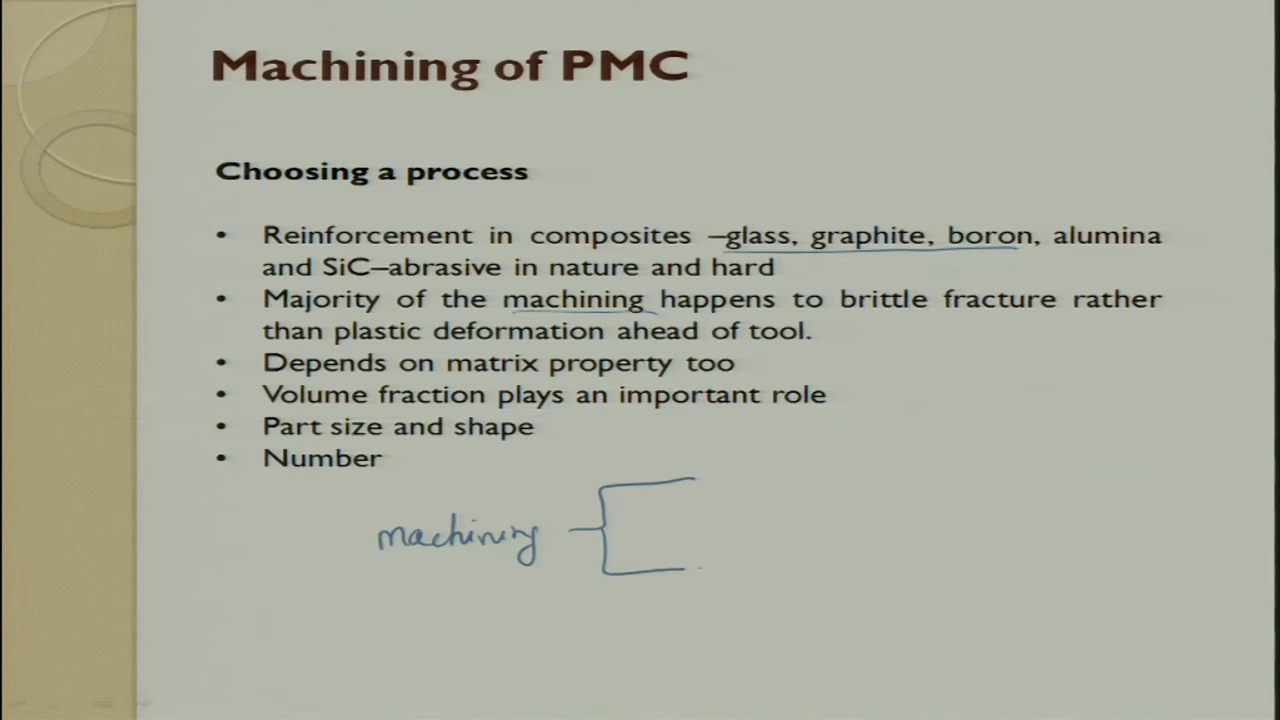 Machining of PMC
Choosing a process
• Reinforcement in composites –glass, graphite, boron, alumina
and SiC–abrasive in nature and hard
• Majority of the machining happens to brittle fracture rather
than plastic deformation ahead of tool.
• Depends on matrix property too
• Volume fraction plays an important role
• Part size and shape
• Number
machining